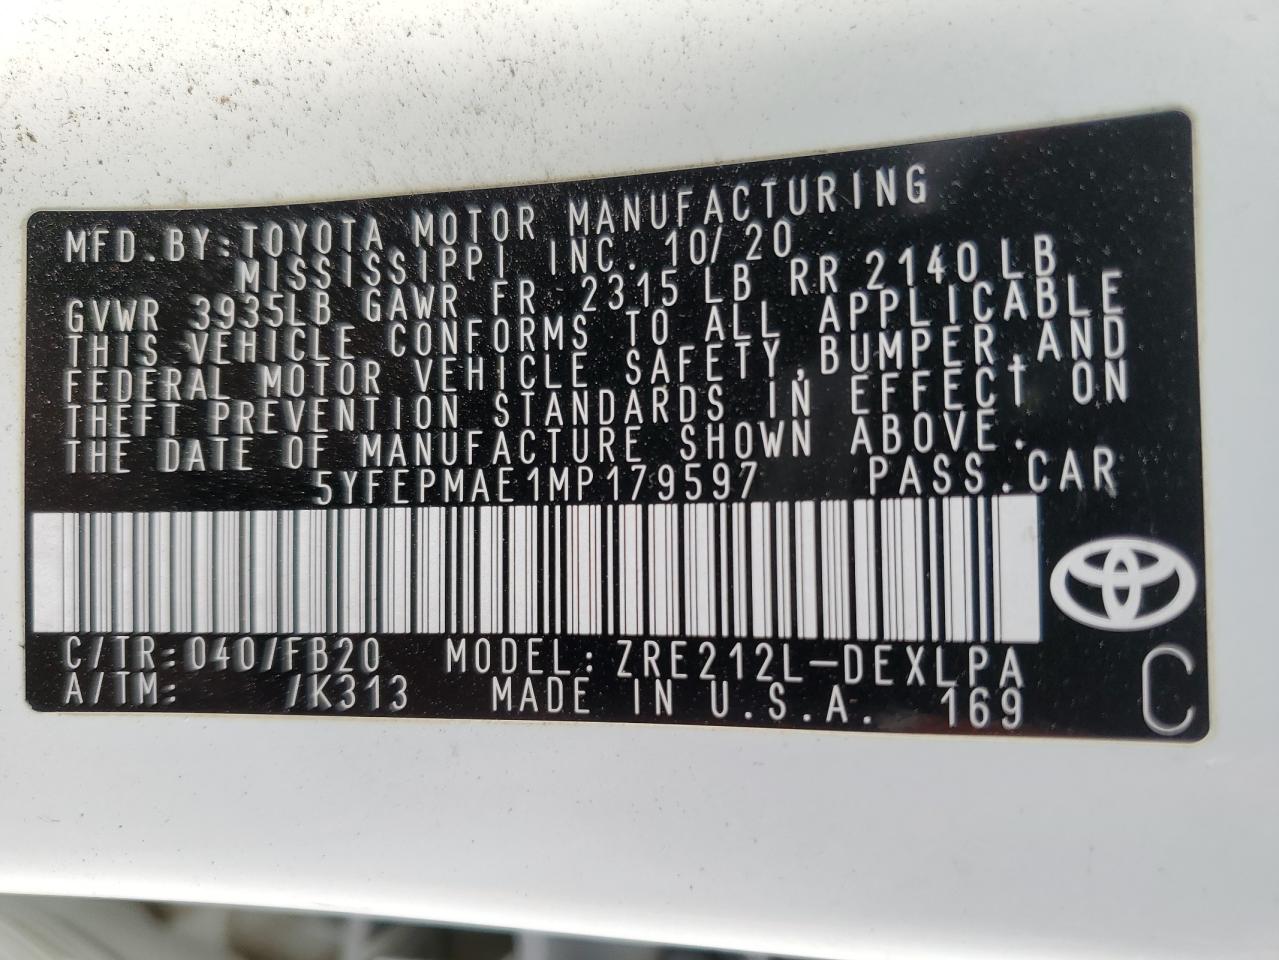 MFD.BY:TOYOTA MOTOR MANUFACTURING
MISSISSIPPI INC. 10/20
GVWR 3935LB GAWR FR 2315 LB RR 2140 LB
THIS VEHICLE CONFORMS TO ALL APPLICABLE
FEDERAL MOTOR VEHICLE SAFETY, BUMPER, AND
THEFT PREVENTION STANDARDS IN EFFECT ON
THE DATE OF MANUFACTURE SHOWN ABOVE.
5YFEPMAE1MP179597 PASS.CAR
C/TR:040/FB20 MODEL:ZRE212L-DEXLPA
A/TM: /K313 MADE IN U.S.A. 169
C